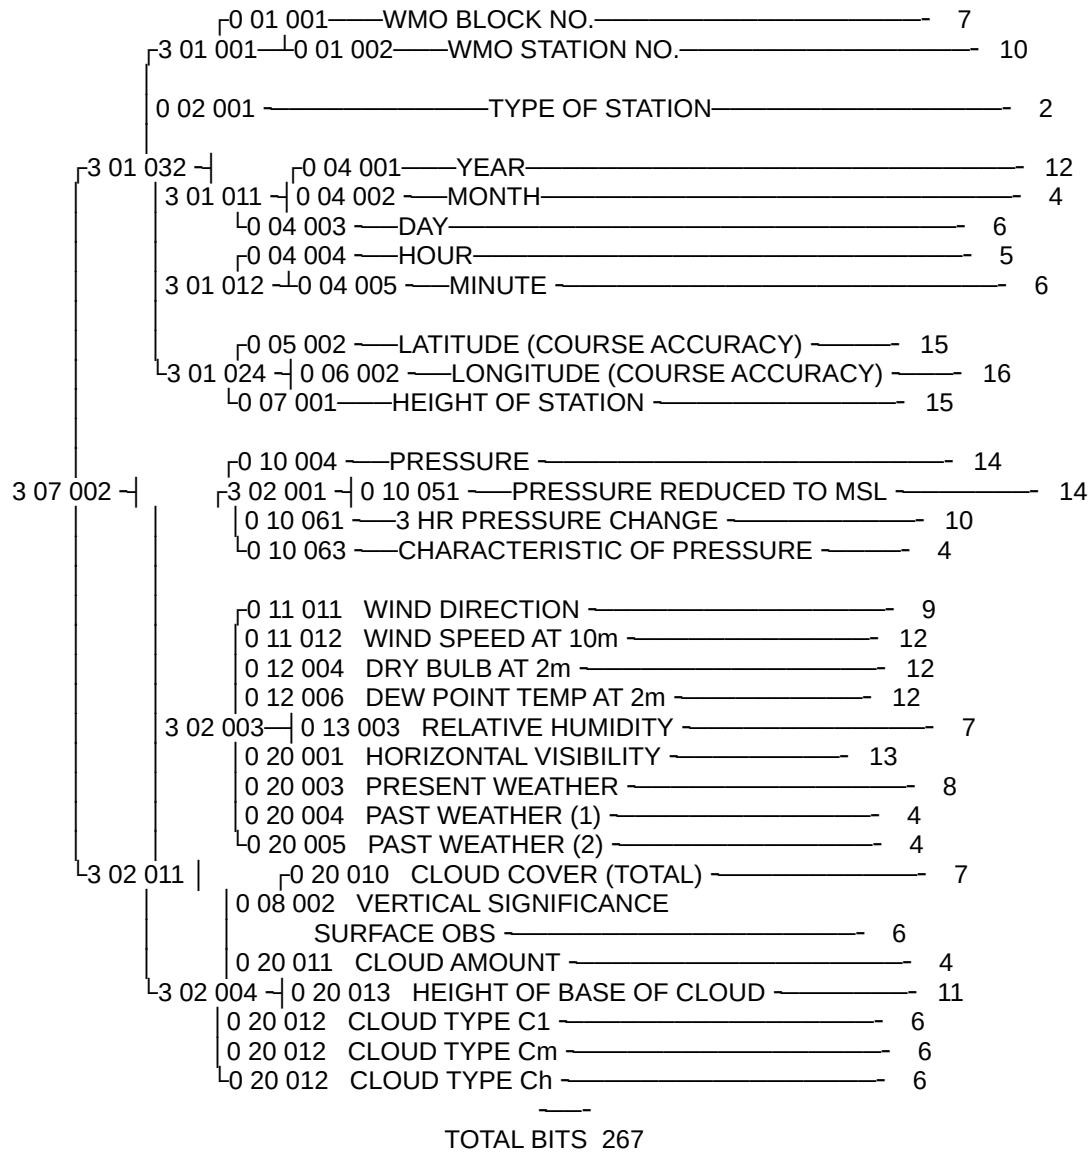 0 01 001 WMO BLOCK NO. - 7
3 01 001 0 01 002 WMO STATION NO. - 10
0 02 001 - TYPE OF STATION - 2
3 01 032 - 0 04 001 YEAR - 12
3 01 011 - 0 04 002 - MONTH - 4
0 04 003 - DAY - 6
0 04 004 - HOUR - 5
3 01 012 - 0 04 005 - MINUTE - 6
0 05 002 - LATITUDE (COURSE ACCURACY) - 15
3 01 024 - 0 06 002 - LONGITUDE (COURSE ACCURACY) - 16
0 07 001 HEIGHT OF STATION - 15
0 10 004 - PRESSURE - 14
3 07 002 - 3 02 001 - 0 10 051 - PRESSURE REDUCED TO MSL - 14
0 10 061 - 3 HR PRESSURE CHANGE - 10
0 10 063 - CHARACTERISTIC OF PRESSURE - 4
0 11 011 WIND DIRECTION - 9
0 11 012 WIND SPEED AT 10m - 12
0 12 004 DRY BULB AT 2m - 12
0 12 006 DEW POINT TEMP AT 2m - 12
3 02 003 0 13 003 RELATIVE HUMIDITY - 7
0 20 001 HORIZONTAL VISIBILITY - 13
0 20 003 PRESENT WEATHER - 8
0 20 004 PAST WEATHER (1) - 4
0 20 005 PAST WEATHER (2) - 4
3 02 011 0 20 010 CLOUD COVER (TOTAL) - 7
0 08 002 VERTICAL SIGNIFICANCE
SURFACE OBS - 6
0 20 011 CLOUD AMOUNT - 4
3 02 004 - 0 20 013 HEIGHT OF BASE OF CLOUD - 11
0 20 012 CLOUD TYPE C1 - 6
0 20 012 CLOUD TYPE Cm - 6
0 20 012 CLOUD TYPE Ch - 6
TOTAL BITS 267